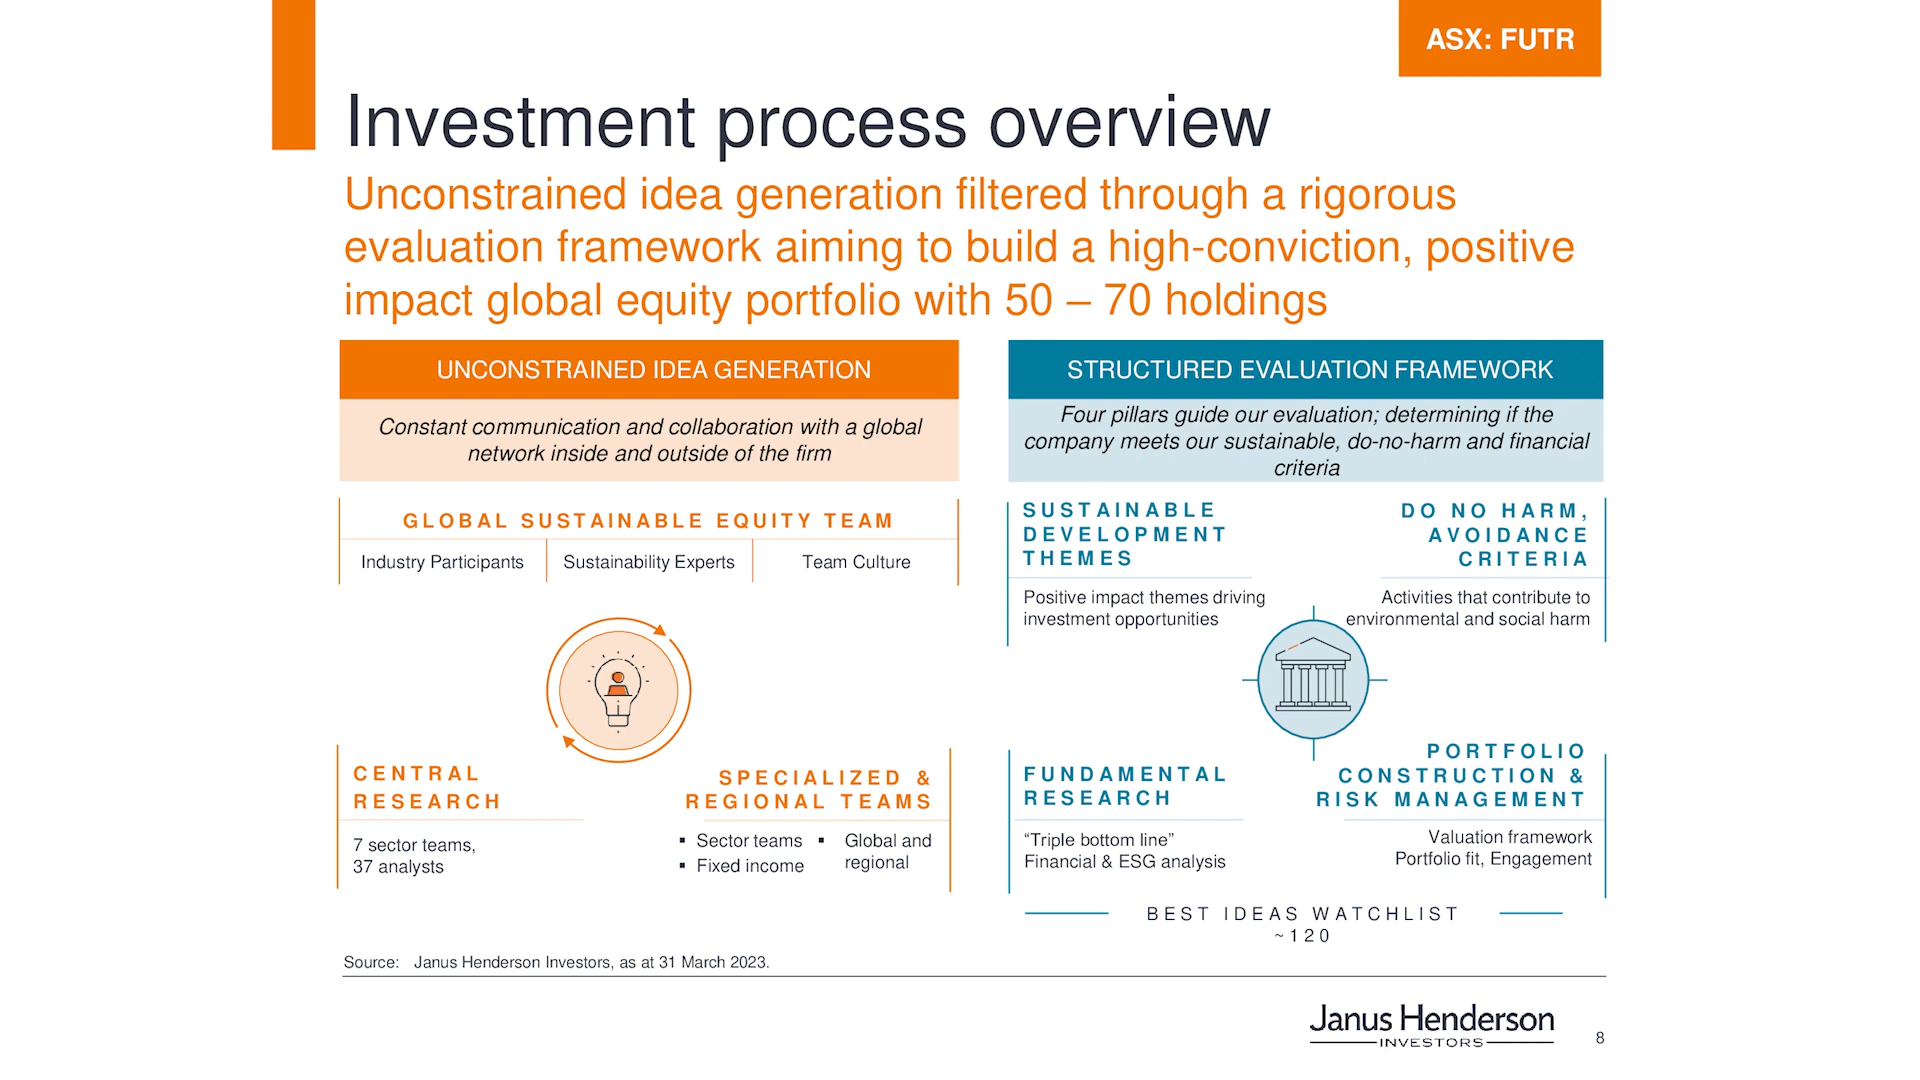 ASX: FUTR
Investment process overview
Unconstrained idea generation filtered through a rigorous
evaluation framework aiming to build a high-conviction, positive
impact global equity portfolio with 50 – 70 holdings
UNCONSTRAINED IDEA GENERATION
Constant communication and collaboration with a global
network inside and outside of the firm
GLOBAL SUSTAINABLE EQUITY TEAM
Industry Participants
Sustainability Experts
Team Culture
CENTRAL
RESEARCH
7 sector teams,
37 analysts
SPECIALIZED &
REGIONAL TEAMS
▪ Sector teams
▪ Fixed income
▪ Global and
regional
STRUCTURED EVALUATION FRAMEWORK
Four pillars guide our evaluation; determining if the
company meets our sustainable, do-no-harm and financial
criteria
SUSTAINABLE
DEVELOPMENT
THEMES
Positive impact themes driving
investment opportunities
DO NO HARM,
AVOIDANCE
CRITERIA
Activities that contribute to
environmental and social harm
FUNDAMENTAL
RESEARCH
“Triple bottom line”
Financial & ESG analysis
PORTFOLIO
CONSTRUCTION &
RISK MANAGEMENT
Valuation framework
Portfolio fit, Engagement
BEST IDEAS WATCHLIST
~120
Source: Janus Henderson Investors, as at 31 March 2023.
Janus Henderson
INVESTORS
8